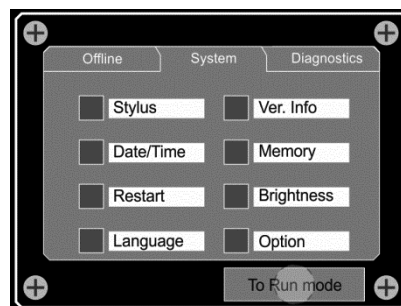 Offline System Diagnostics
Stylus Ver. Info
Date/Time Memory
Restart Brightness
Language Option
To Run mode